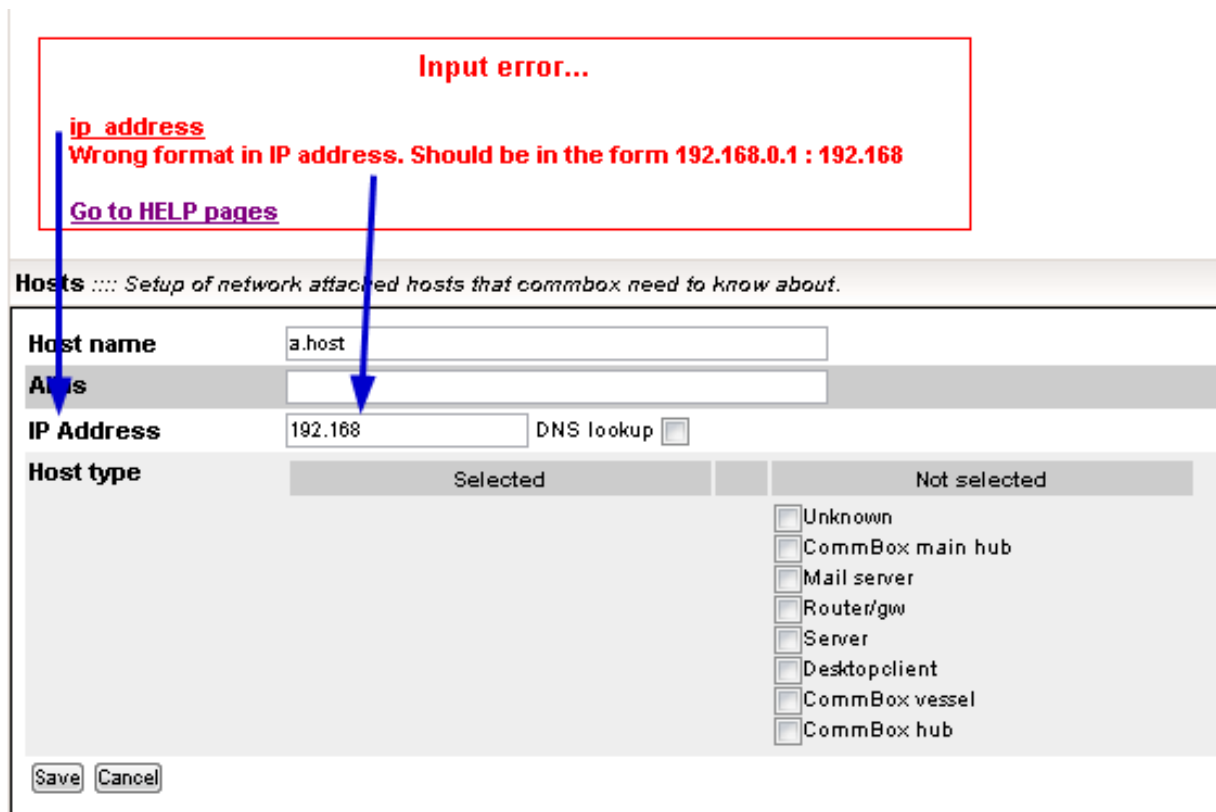 Input error...
ip_address
Wrong format in IP address. Should be in the form 192.168.0.1 : 192.168
Go to HELP pages
Hosts :::: Setup of network attached hosts that commbox need to know about.
Host name a.host
Alias
IP Address 192.168 DNS lookup
Host type Selected Not selected
Unknown
CommBox main hub
Mail server
Router/gw
Server
Desktopclient
CommBox vessel
CommBox hub
Save Cancel